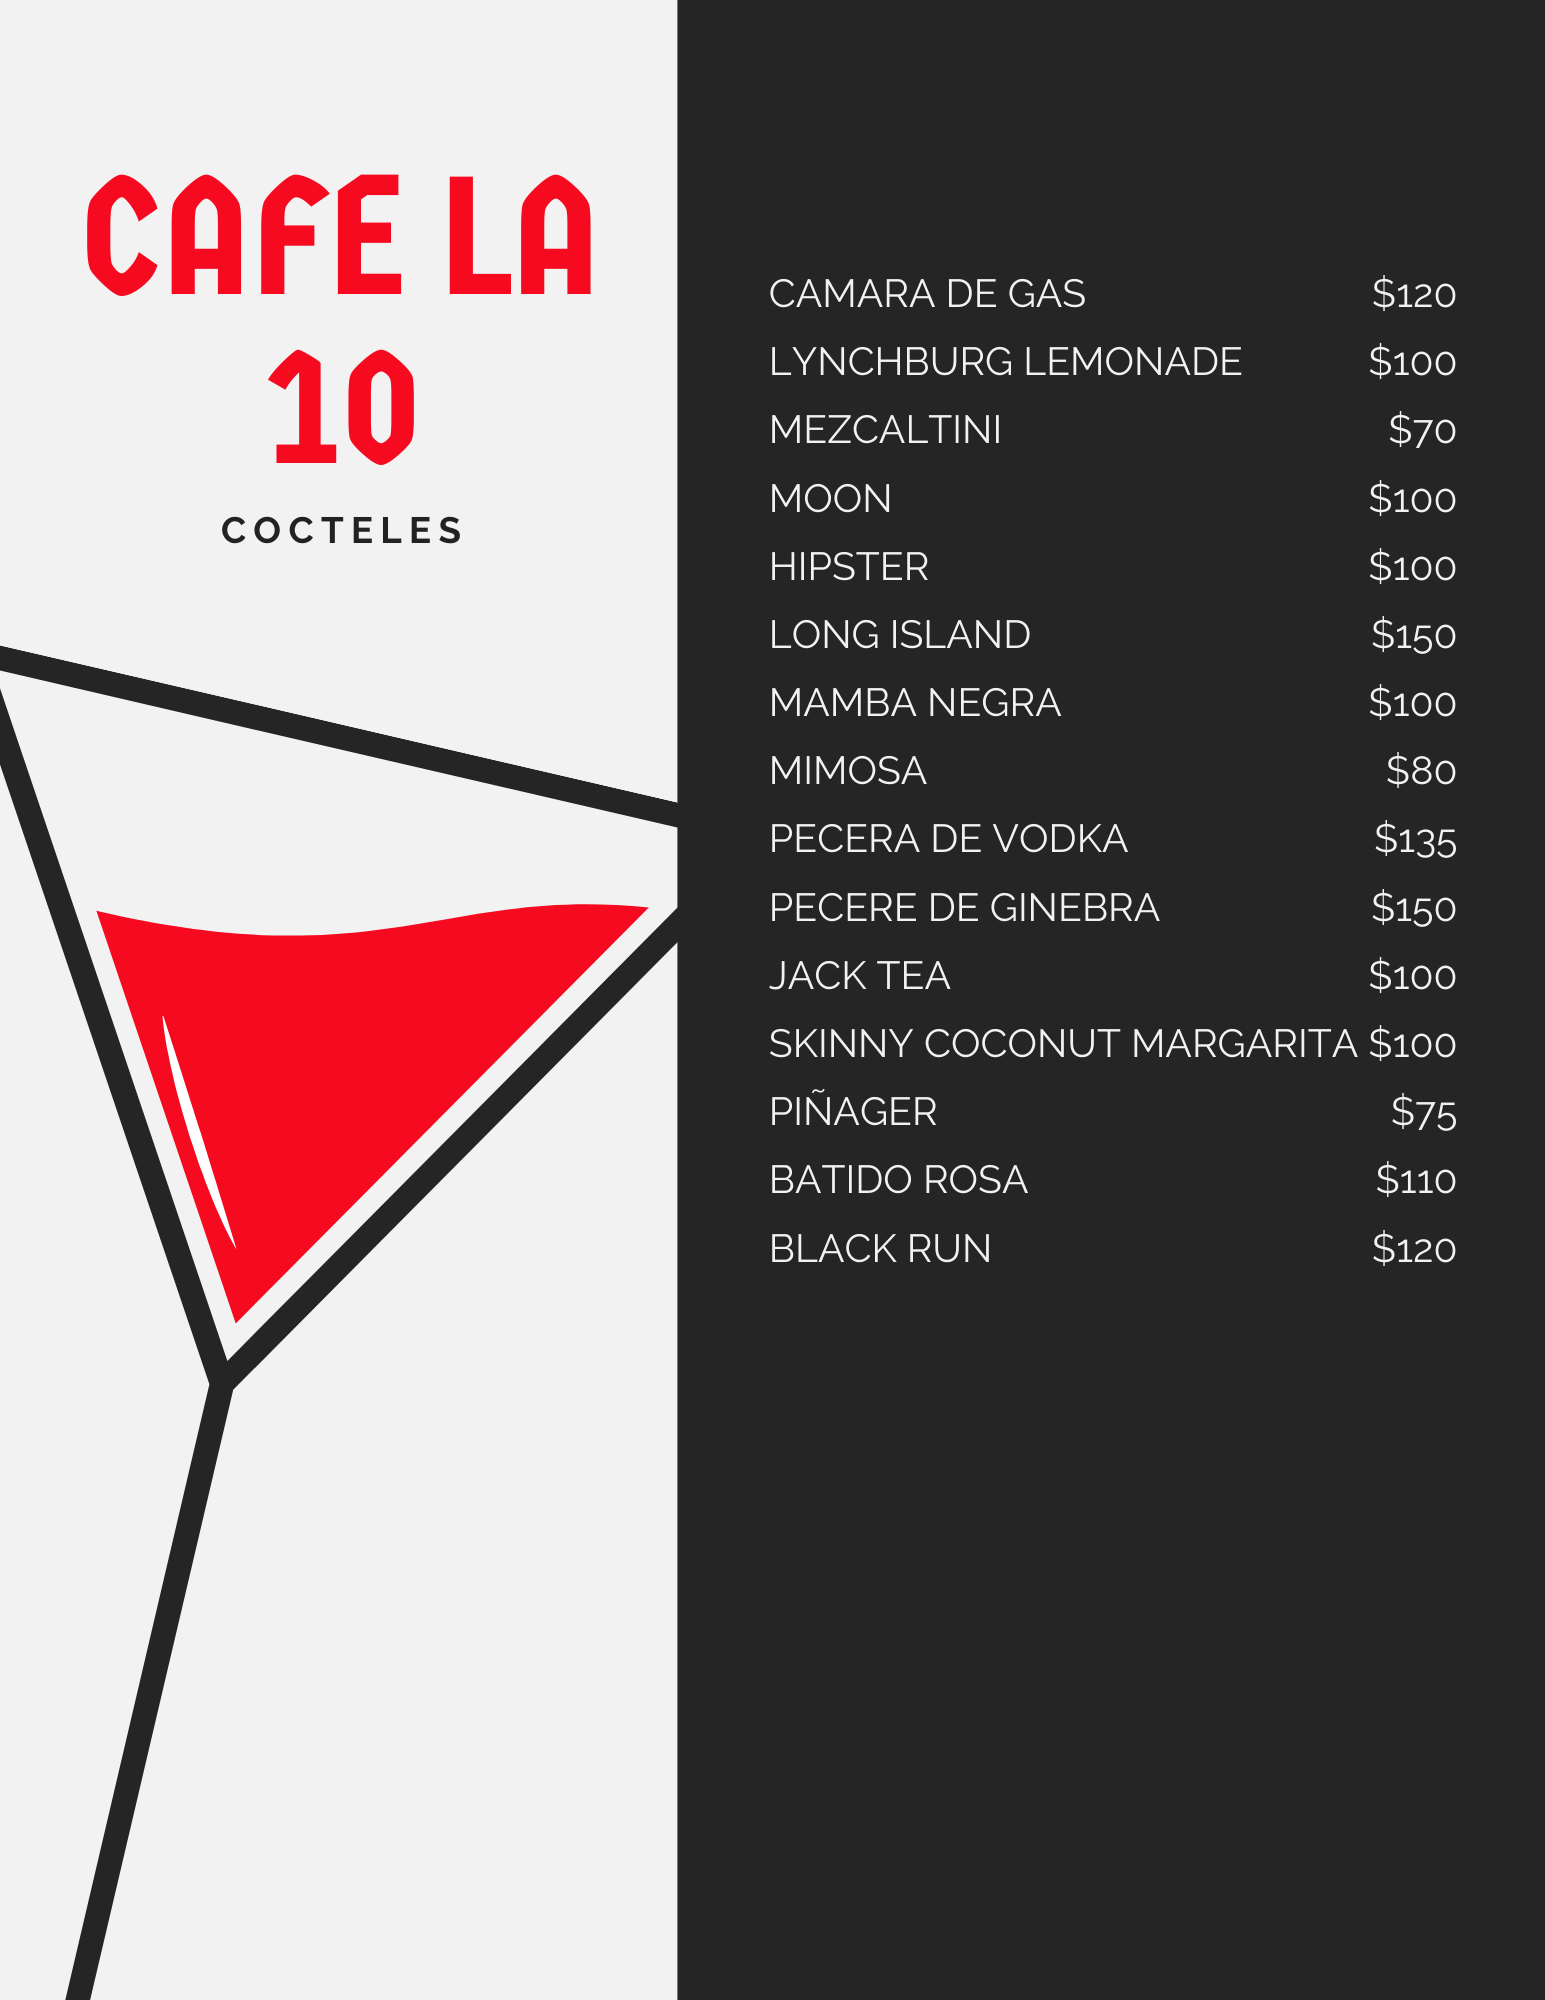 CAFE LA
10
COCTELES
CAMARA DE GAS $120
LYNCHBURG LEMONADE $100
MEZCALTINI $70
MOON $100
HIPSTER $100
LONG ISLAND $150
MAMBA NEGRA $100
MIMOSA $80
PECERA DE VODKA $135
PECERE DE GINEBRA $150
JACK TEA $100
SKINNY COCONUT MARGARITA $100
PIÑAGER $75
BATIDO ROSA $110
BLACK RUN $120